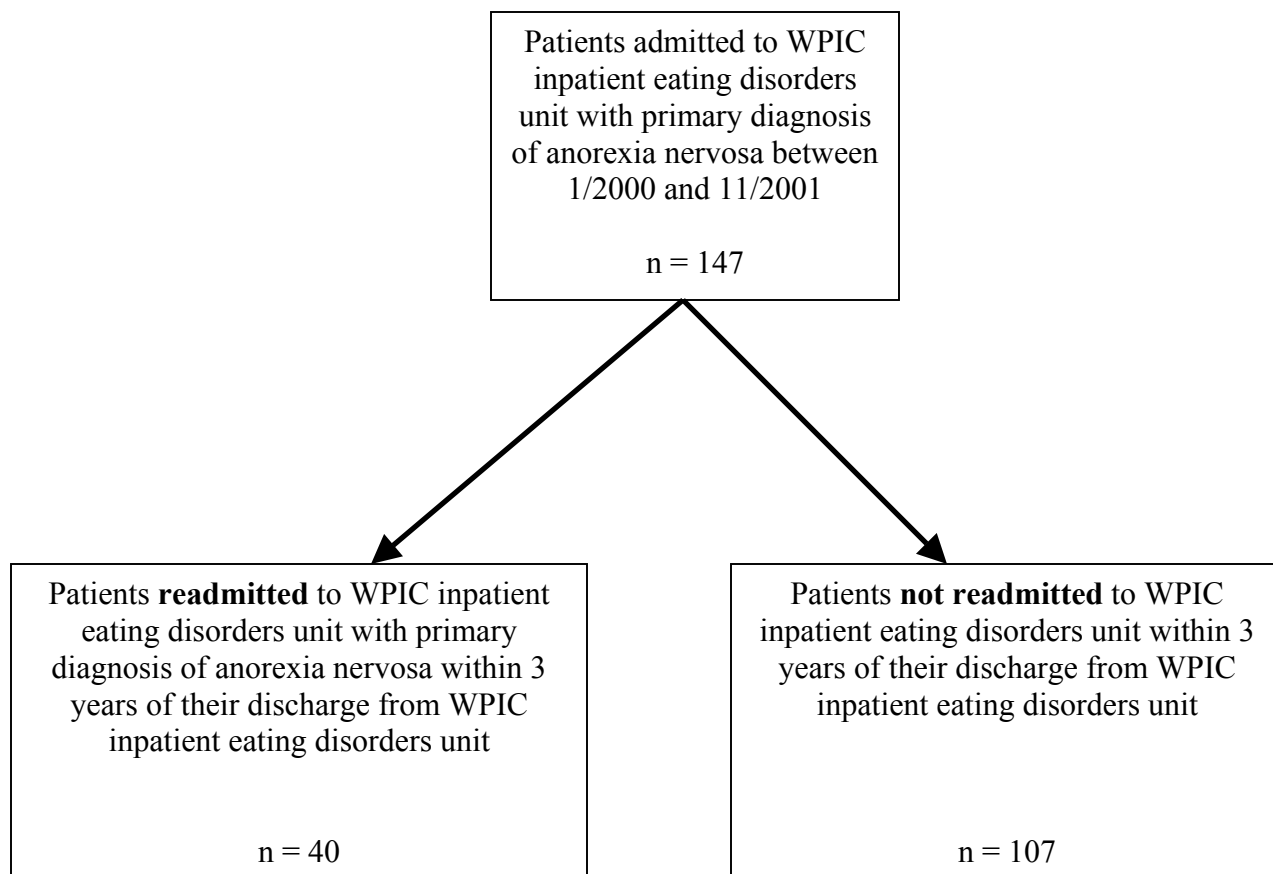 Patients admitted to WPIC
inpatient eating disorders
unit with primary diagnosis
of anorexia nervosa between
1/2000 and 11/2001
n = 147
Patients readmitted to WPIC inpatient
eating disorders unit with primary
diagnosis of anorexia nervosa within 3
years of their discharge from WPIC
inpatient eating disorders unit
n = 40
Patients not readmitted to WPIC
inpatient eating disorders unit within 3
years of their discharge from WPIC
inpatient eating disorders unit
n = 107